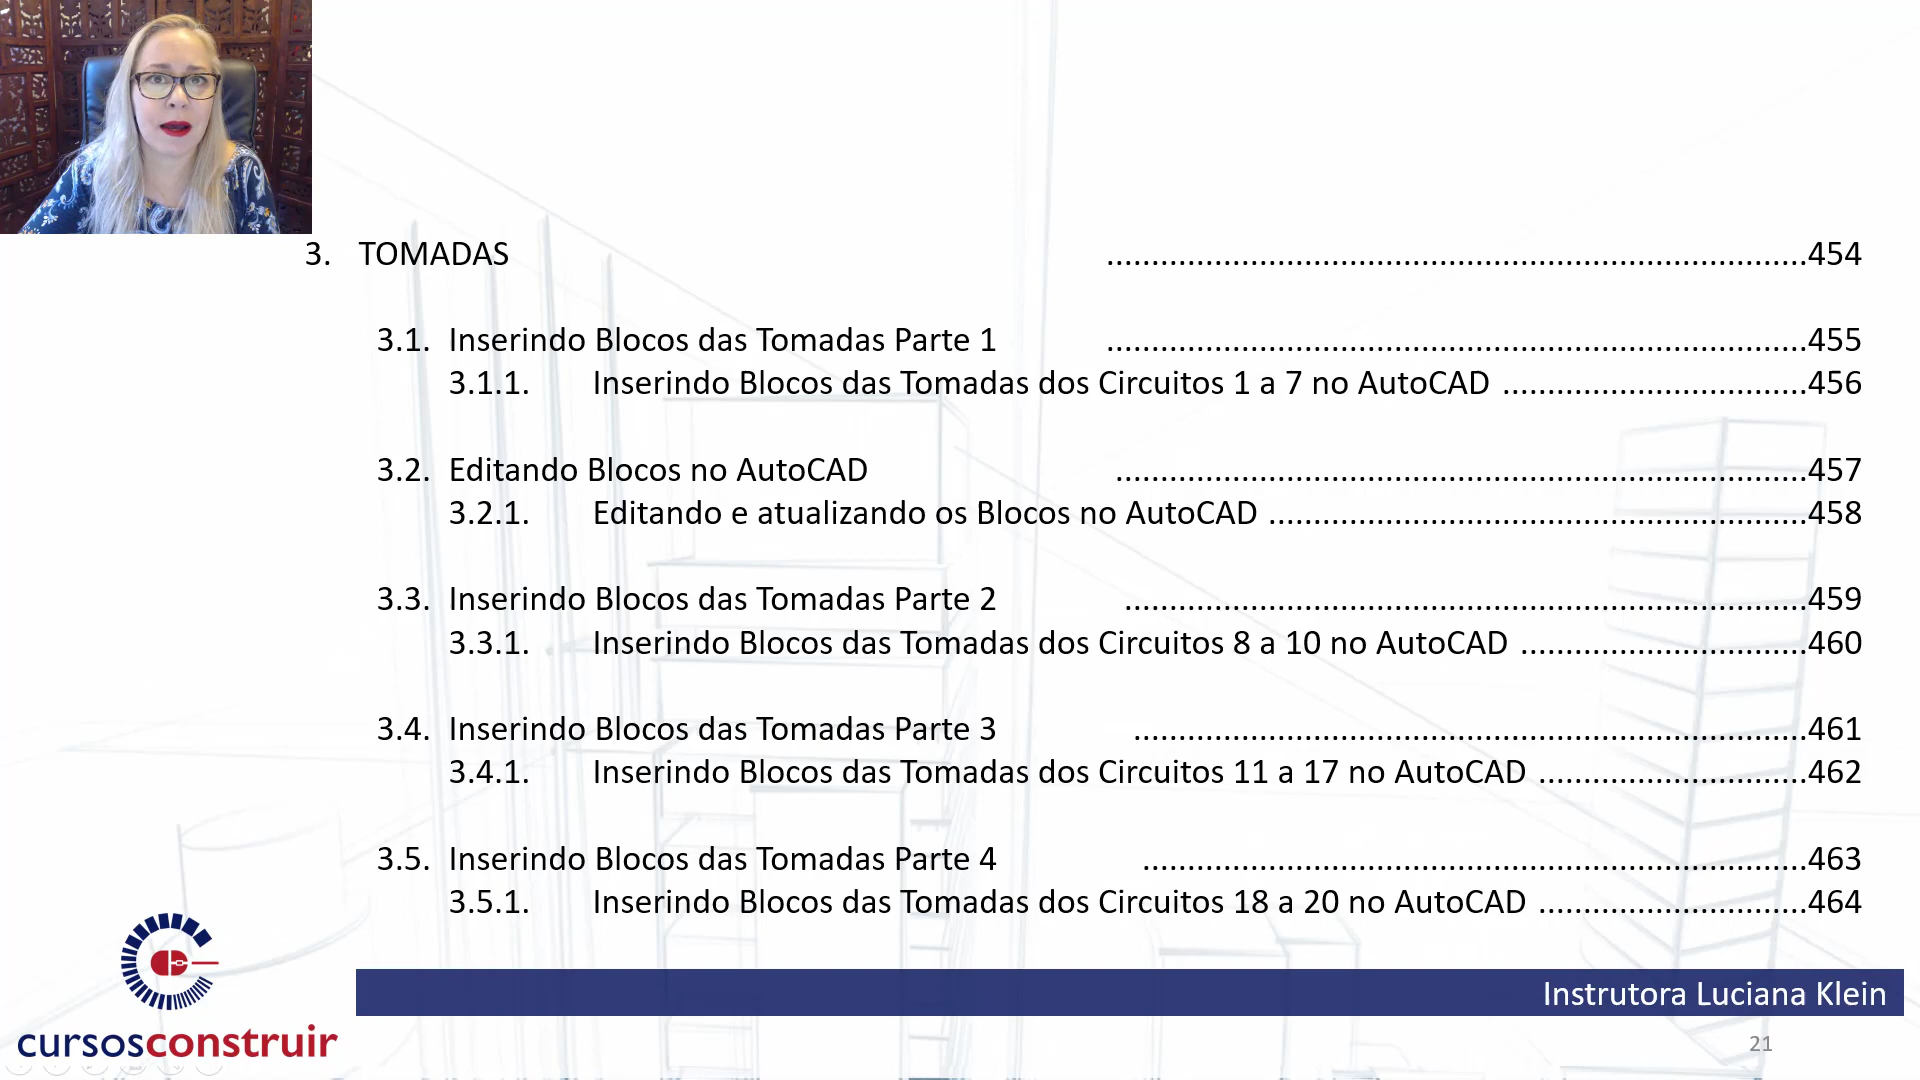 3. TOMADAS ..............................................................................454
3.1. Inserindo Blocos das Tomadas Parte 1 ..............................................................................455
3.1.1. Inserindo Blocos das Tomadas dos Circuitos 1 a 7 no AutoCAD ..................................456
3.2. Editando Blocos no AutoCAD .............................................................................457
3.2.1. Editando e atualizando os Blocos no AutoCAD ............................................................458
3.3. Inserindo Blocos das Tomadas Parte 2 ............................................................................459
3.3.1. Inserindo Blocos das Tomadas dos Circuitos 8 a 10 no AutoCAD ................................460
3.4. Inserindo Blocos das Tomadas Parte 3 ...........................................................................461
3.4.1. Inserindo Blocos das Tomadas dos Circuitos 11 a 17 no AutoCAD ..............................462
3.5. Inserindo Blocos das Tomadas Parte 4 ..........................................................................463
3.5.1. Inserindo Blocos das Tomadas dos Circuitos 18 a 20 no AutoCAD ..............................464
Instrutora Luciana Klein
cursosconstruir
21